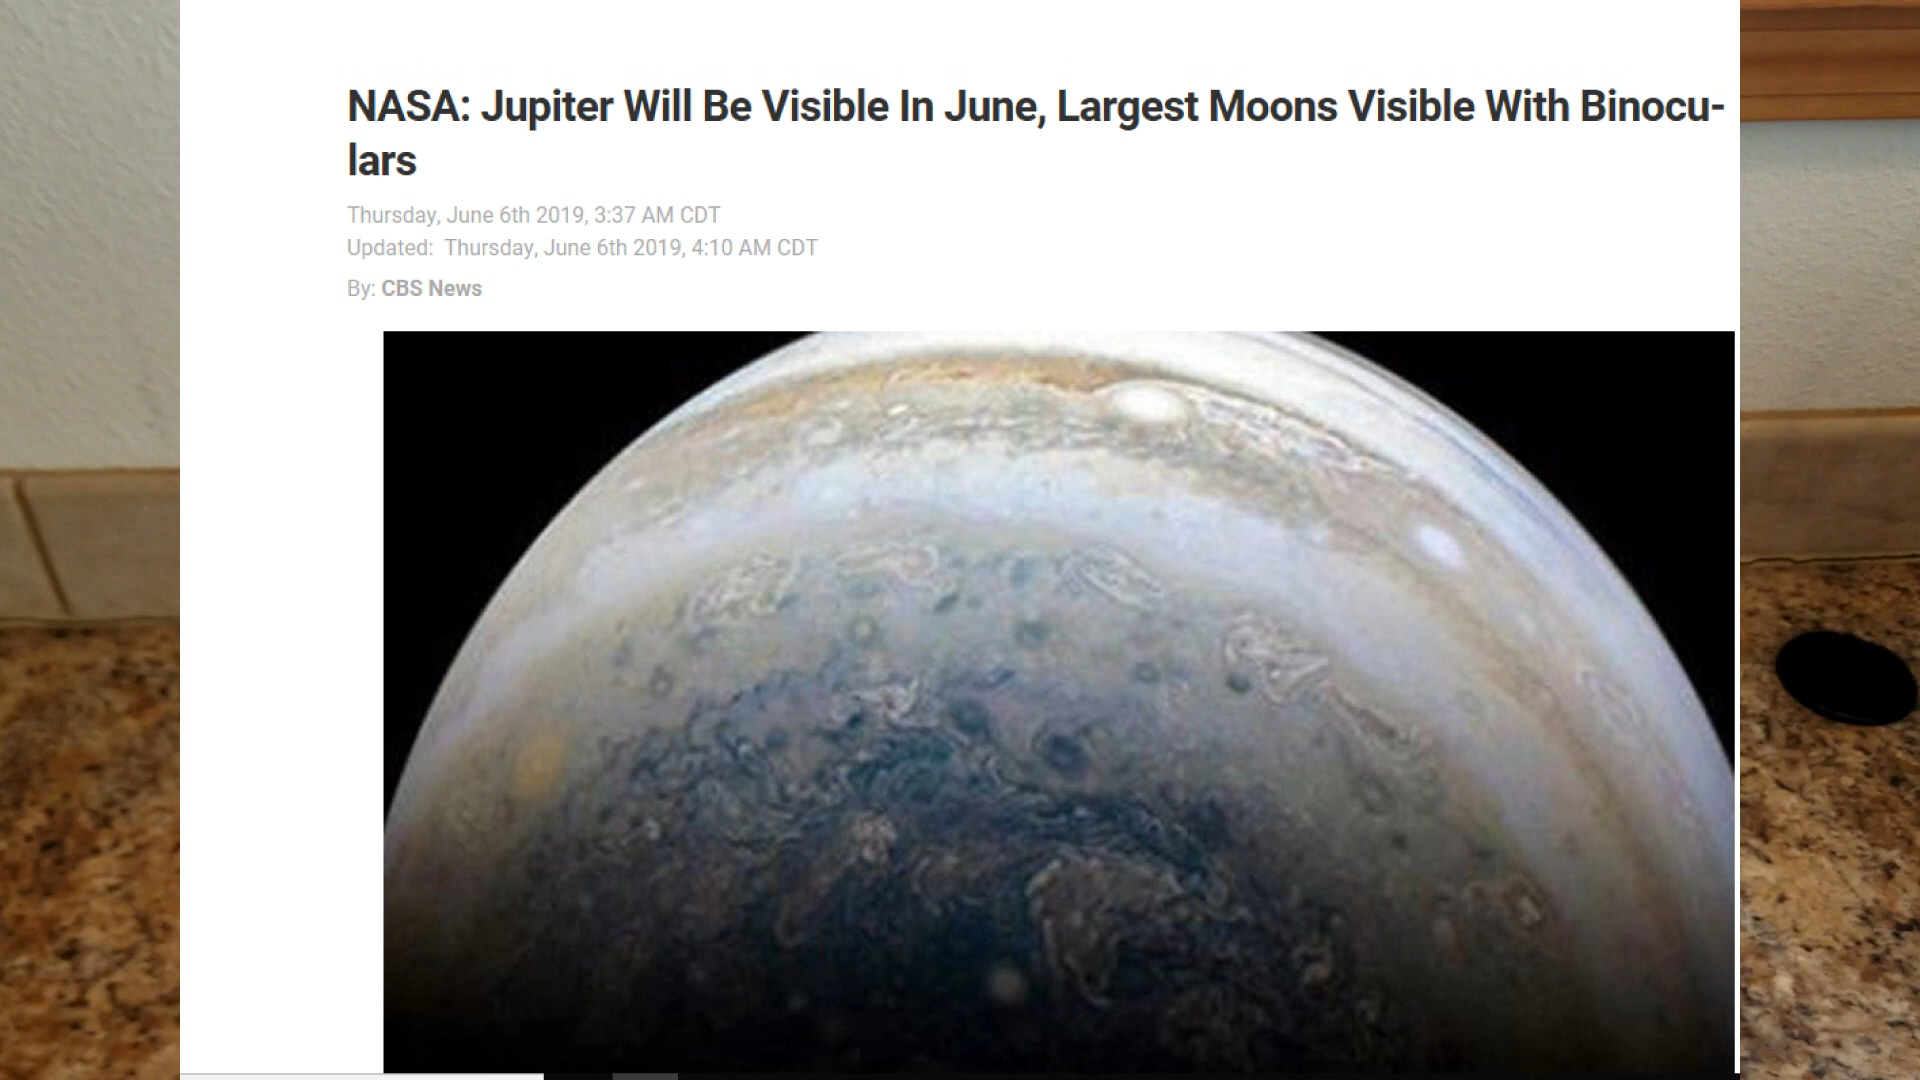 NASA: Jupiter Will Be Visible In June, Largest Moons Visible With Binocu-
lars
Thursday, June 6th 2019, 3:37 AM CDT
Updated: Thursday, June 6th 2019, 4:10 AM CDT
By: CBS News